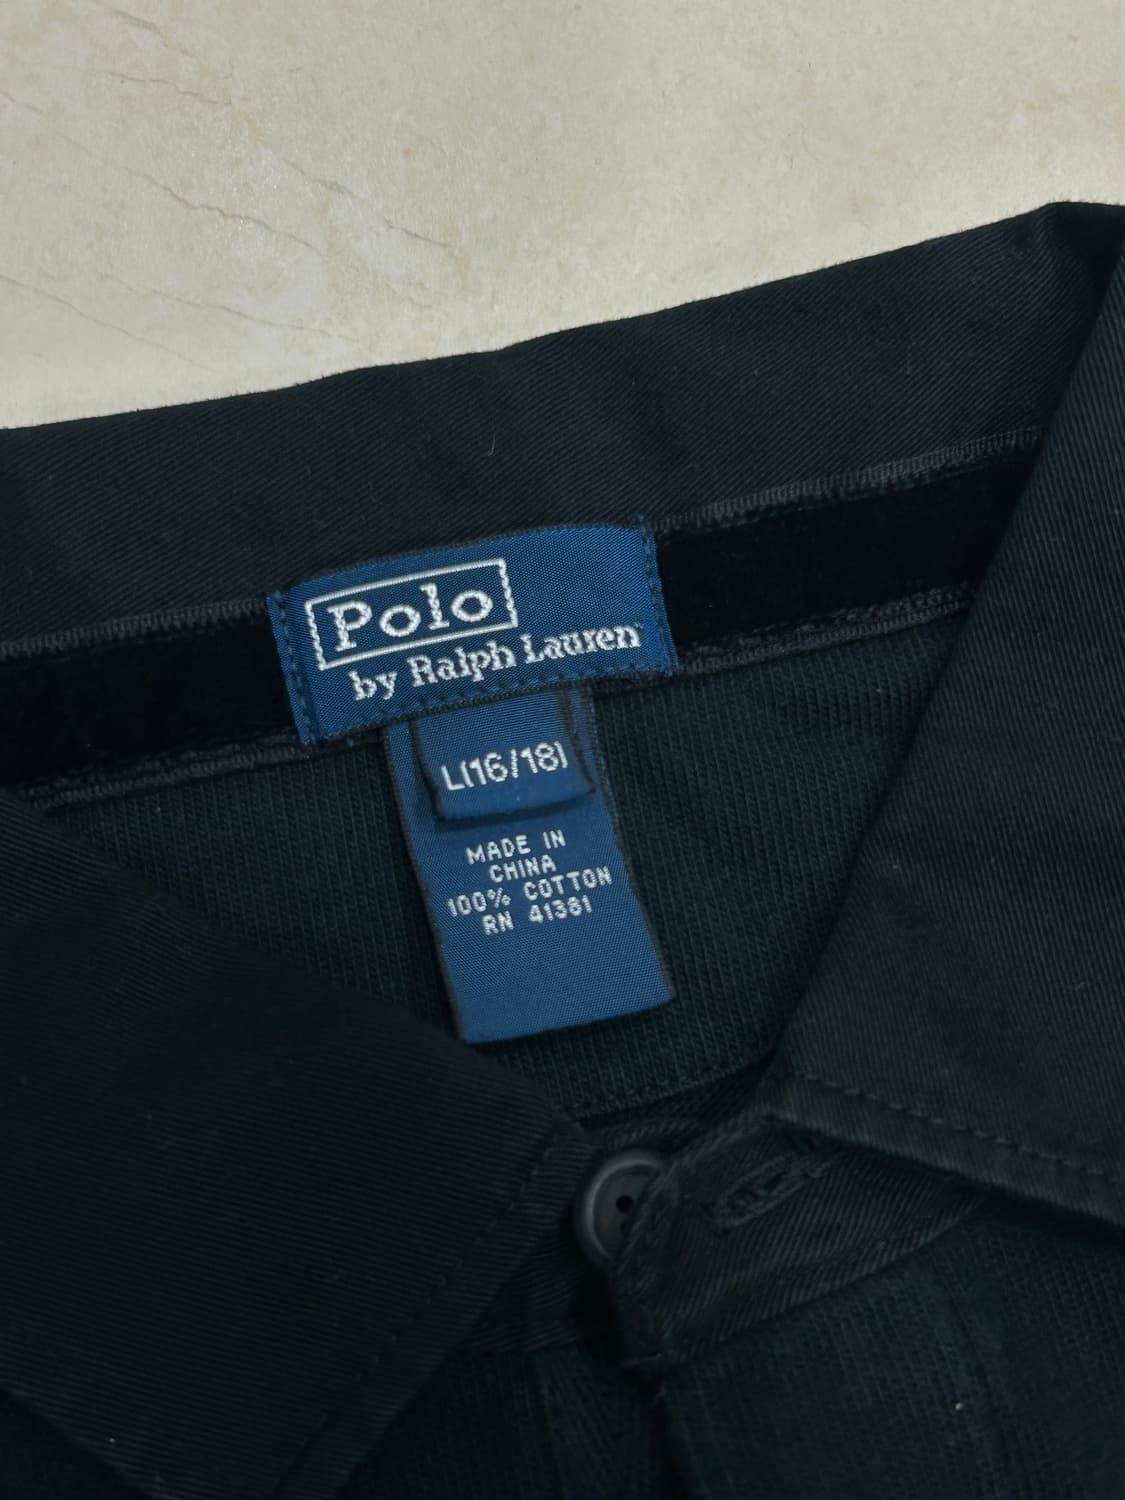 Polo
by Ralph Lauren
L(16/18)
MADE IN
CHINA
100% COTTON
RN 41381